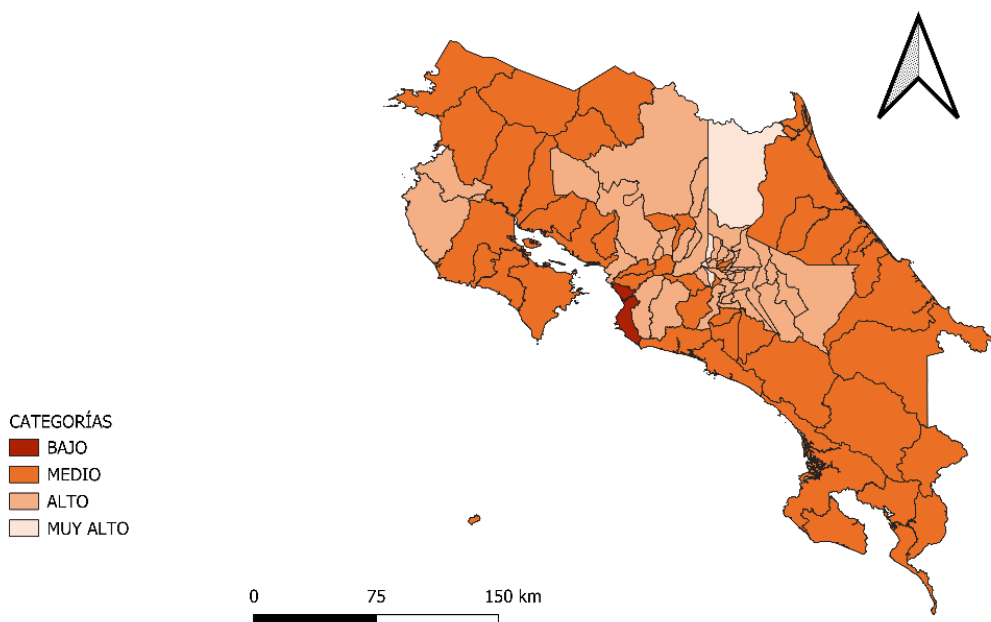 CATEGORÍAS
BAJO
MEDIO
ALTO
MUY ALTO
0 75 150 km